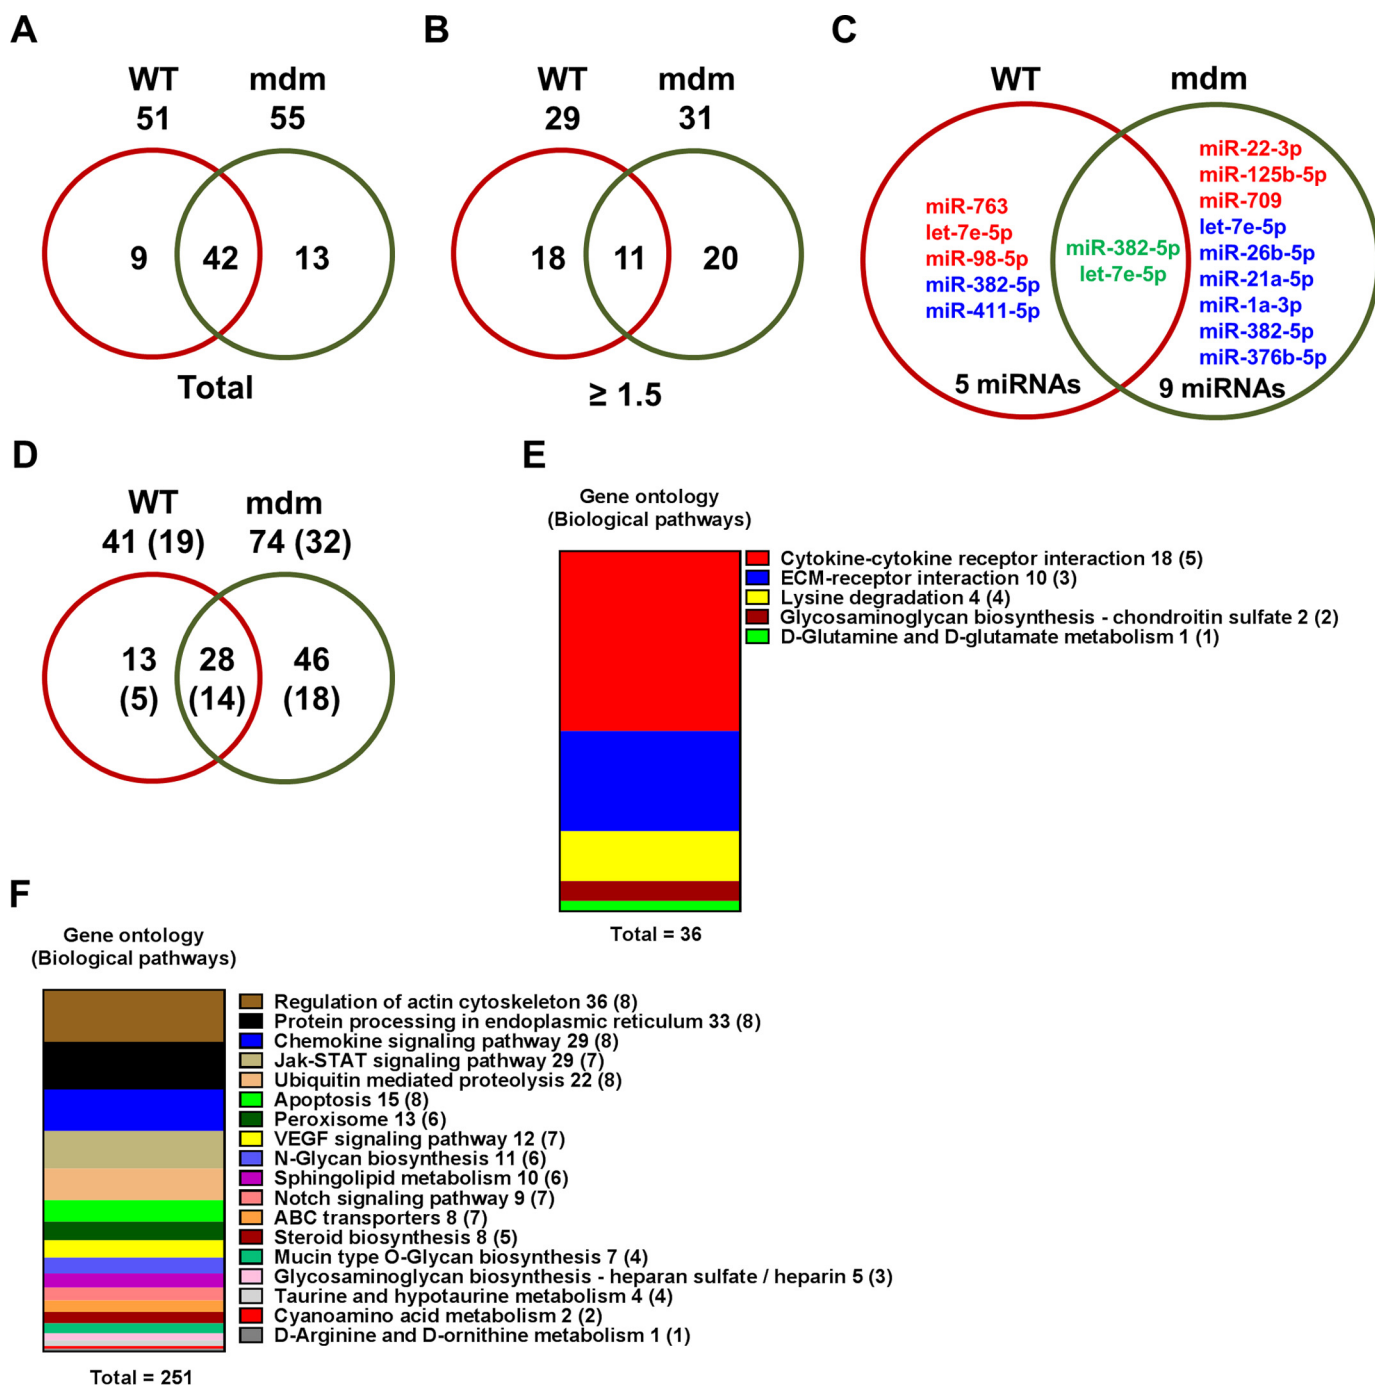 A
WT
mdm
51
55
9
42
13
Total
B
WT
mdm
29
31
18
11
20
≥ 1.5
C
WT
mdm
miR-763
let-7e-5p
miR-98-5p
miR-382-5p
miR-411-5p
miR-382-5p
let-7e-5p
miR-22-3p
miR-125b-5p
miR-709
let-7e-5p
miR-26b-5p
miR-21a-5p
miR-1a-3p
miR-382-5p
miR-376b-5p
5 miRNAs
9 miRNAs
D
WT
mdm
41 (19)
74 (32)
13
(5)
28
(14)
46
(18)
E
Gene ontology
(Biological pathways)
Cytokine-cytokine receptor interaction 18 (5)
ECM-receptor interaction 10 (3)
Lysine degradation 4 (4)
Glycosaminoglycan biosynthesis - chondroitin sulfate 2 (2)
D-Glutamine and D-glutamate metabolism 1 (1)
Total = 36
F
Gene ontology
(Biological pathways)
Regulation of actin cytoskeleton 36 (8)
Protein processing in endoplasmic reticulum 33 (8)
Chemokine signaling pathway 29 (8)
Jak-STAT signaling pathway 29 (7)
Ubiquitin mediated proteolysis 22 (8)
Apoptosis 15 (8)
Peroxisome 13 (6)
VEGF signaling pathway 12 (7)
N-Glycan biosynthesis 11 (6)
Sphingolipid metabolism 10 (6)
Notch signaling pathway 9 (7)
ABC transporters 8 (7)
Steroid biosynthesis 8 (5)
Mucin type O-Glycan biosynthesis 7 (4)
Glycosaminoglycan biosynthesis - heparan sulfate / heparin 5 (3)
Taurine and hypotaurine metabolism 4 (4)
Cyanoamino acid metabolism 2 (2)
D-Arginine and D-ornithine metabolism 1 (1)
Total = 251